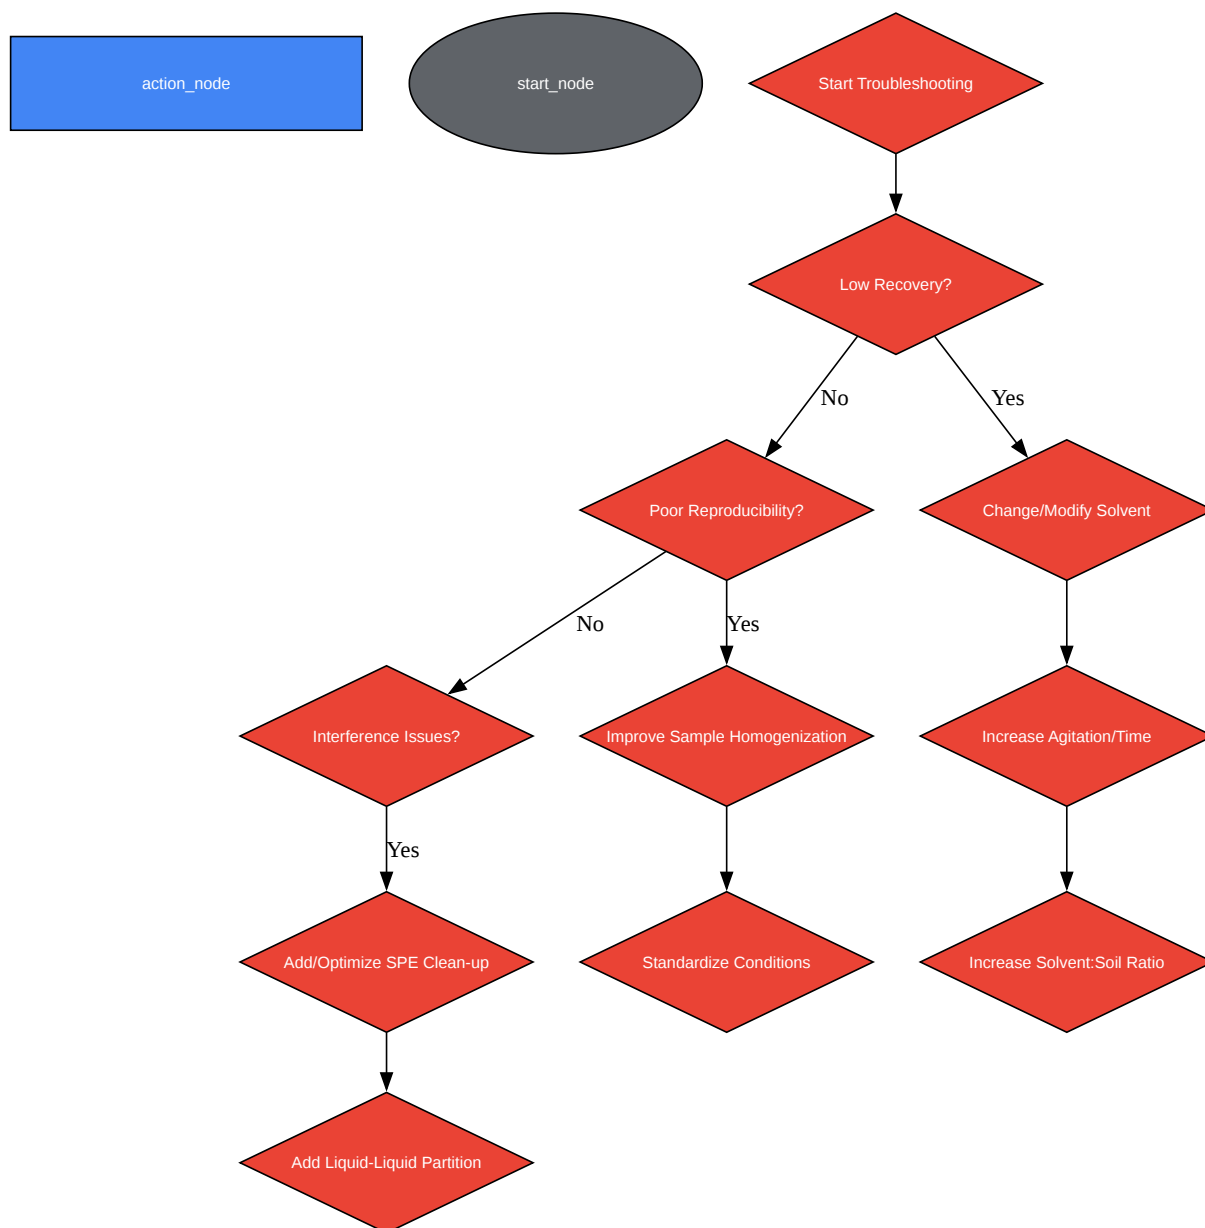 action_node
start_node
Start Troubleshooting
Low Recovery?
No
Yes
Poor Reproducibility?
Change/Modify Solvent
No
Yes
Interference Issues?
Improve Sample Homogenization
Increase Agitation/Time
Yes
Add/Optimize SPE Clean-up
Standardize Conditions
Increase Solvent:Soil Ratio
Add Liquid-Liquid Partition